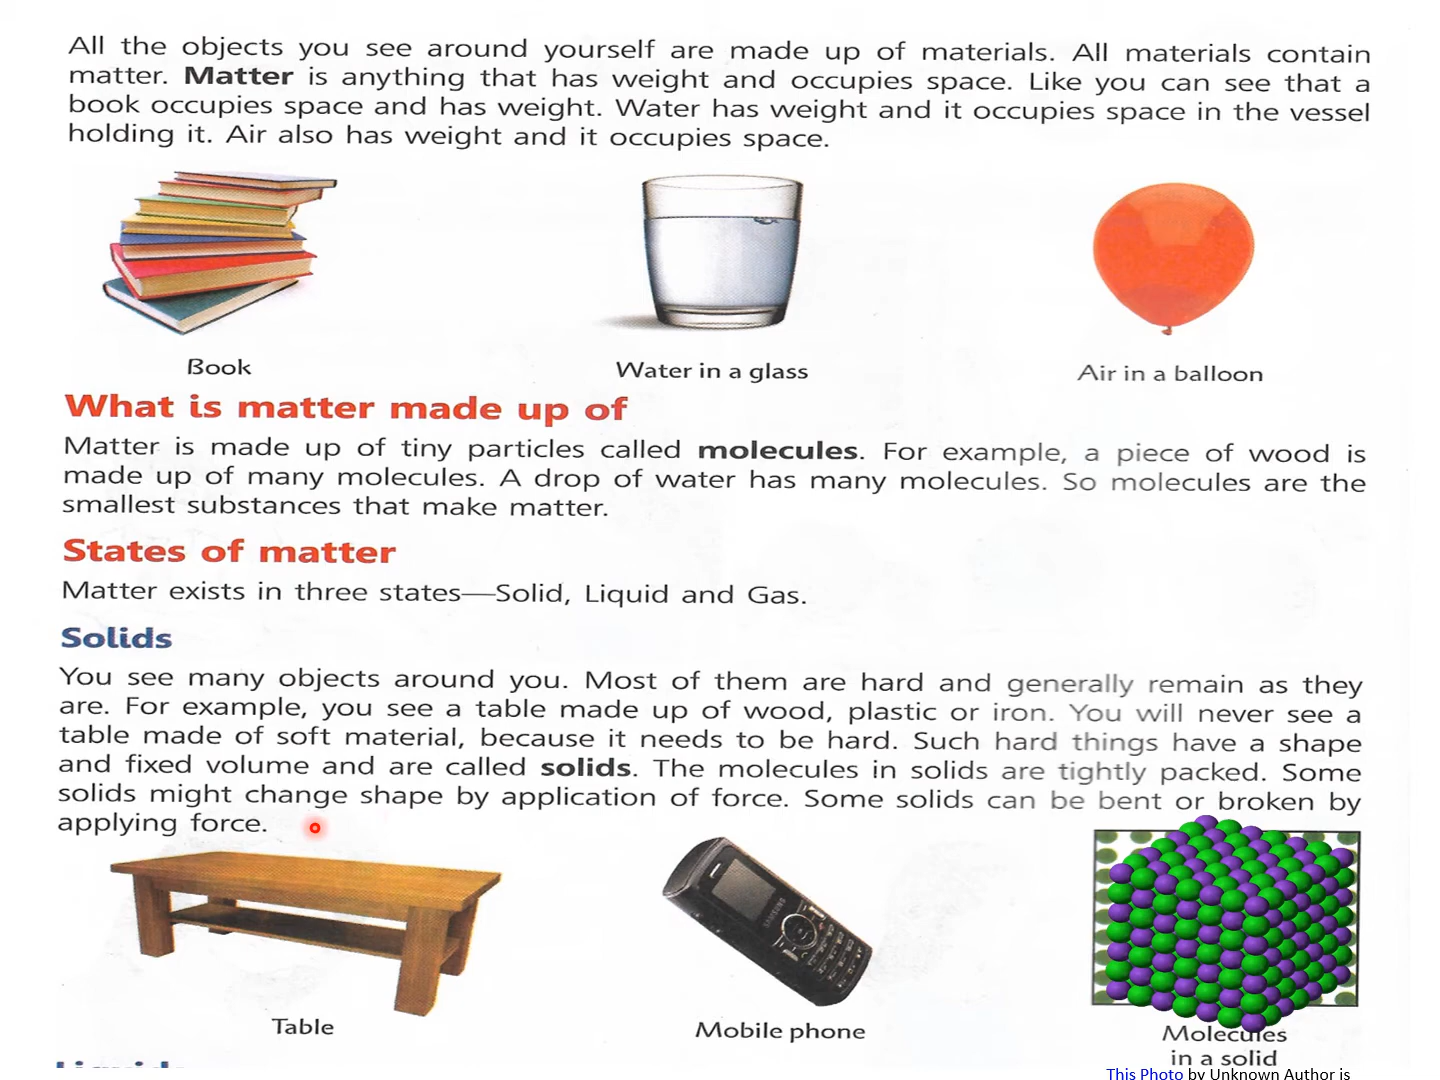 All the objects you see around yourself are made up of materials. All materials contain
matter. Matter is anything that has weight and occupies space. Like you can see that a
book occupies space and has weight. Water has weight and it occupies space in the vessel
holding it. Air also has weight and it occupies space.
Book
Water in a glass
Air in a balloon
What is matter made up of
Matter is made up of tiny particles called molecules. For example, a piece of wood is
made up of many molecules. A drop of water has many molecules. So molecules are the
smallest substances that make matter.
States of matter
Matter exists in three states—Solid, Liquid and Gas.
Solids
You see many objects around you. Most of them are hard and generally remain as they
are. For example, you see a table made up of wood, plastic or iron. You will never see a
table made of soft material, because it needs to be hard. Such hard things have a shape
and fixed volume and are called solids. The molecules in solids are tightly packed. Some
solids might change shape by application of force. Some solids can be bent or broken by
applying force.
SAMSUNG
Table
Mobile phone
Molecules
in a solid
This Photo by Unknown Author is